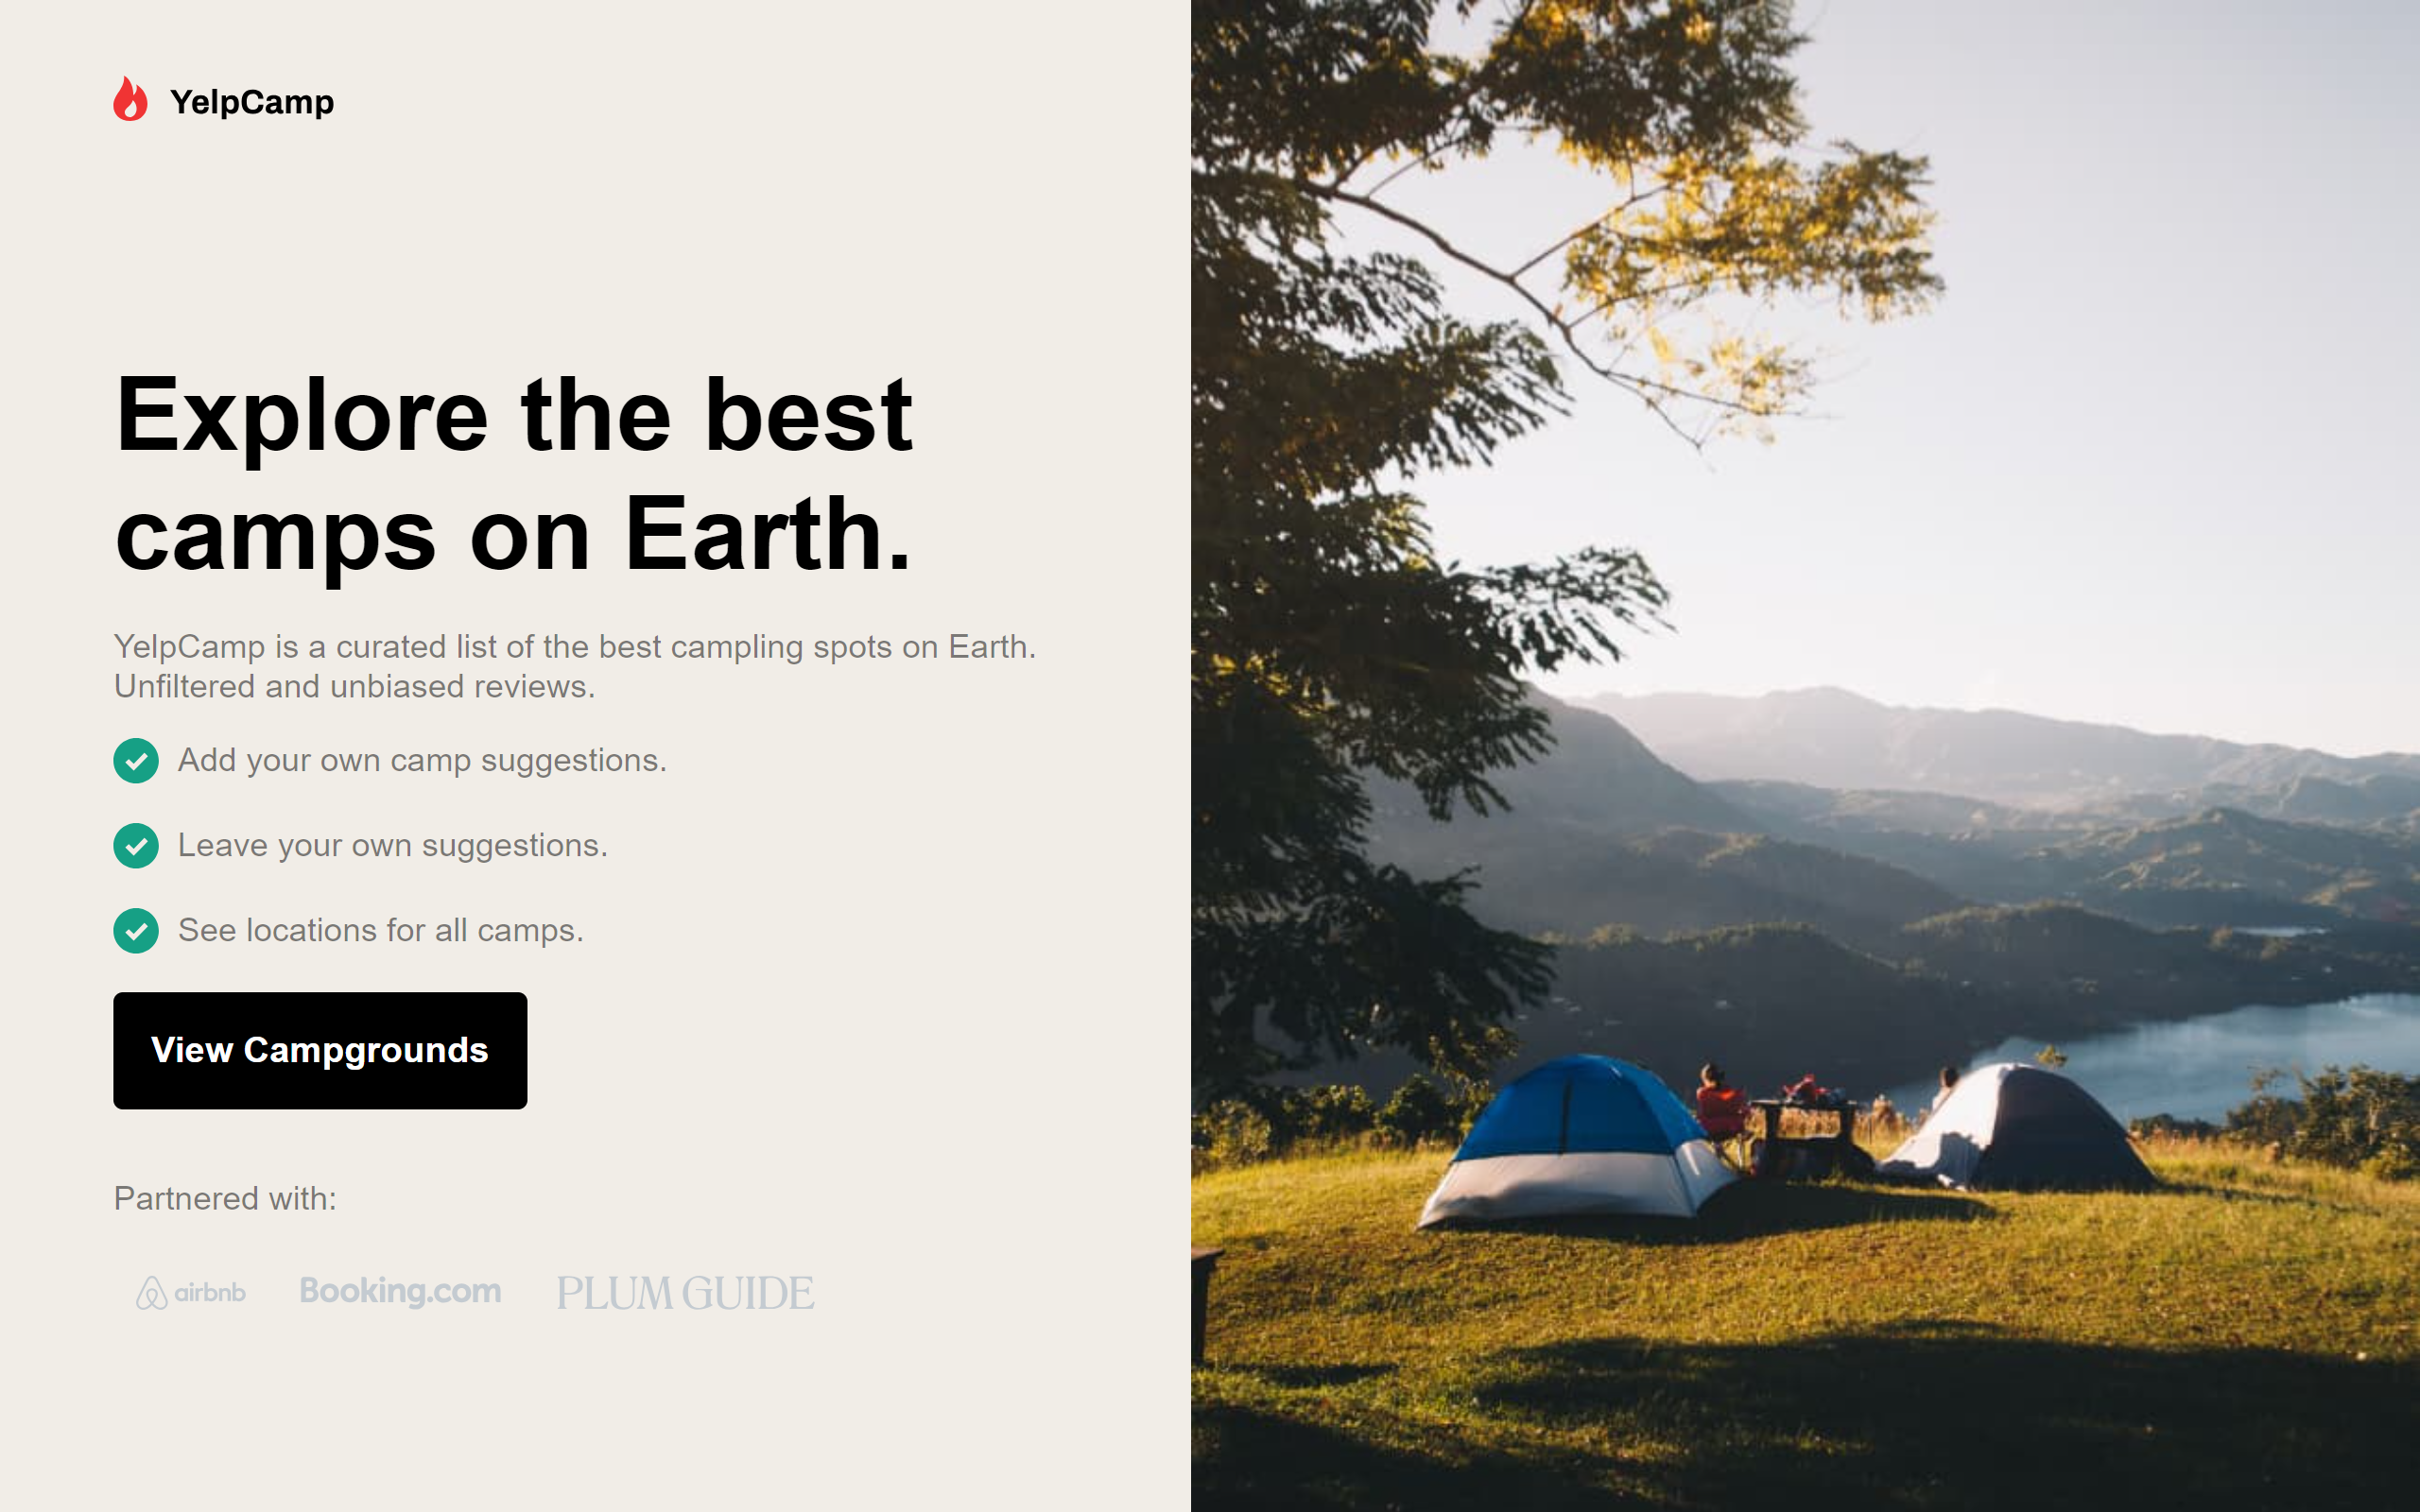 YelpCamp
Explore the best
camps on Earth.
YelpCamp is a curated list of the best campling spots on Earth.
Unfiltered and unbiased reviews.
Add your own camp suggestions.
Leave your own suggestions.
See locations for all camps.
View Campgrounds
Partnered with:
airbnb Booking.com PLUM GUIDE